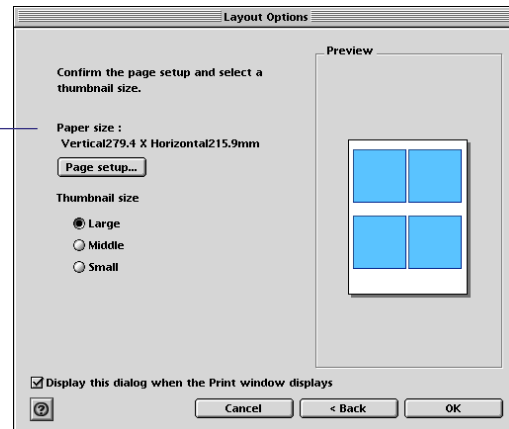 Layout Options
Confirm the page setup and select a
thumbnail size.
Paper size :
Vertical279.4 X Horizontal215.9mm
Page setup...
Thumbnail size
Large
Middle
Small
Preview
Display this dialog when the Print window displays
?
Cancel
< Back
OK